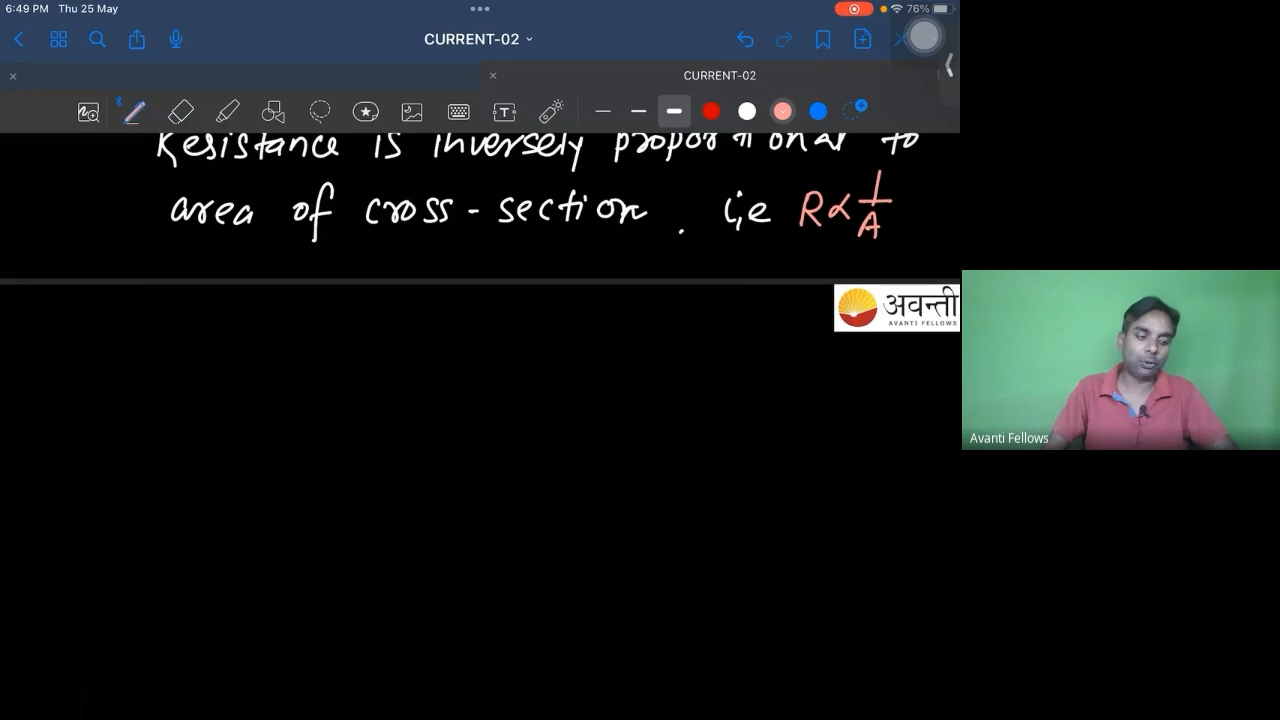 6:49 PM Thu 25 May
76%
CURRENT-02
CURRENT-02
T
Resistance is inversely proportional to
area of cross-section. i,e R∝1/A
अवन्ती
AVANTI FELLOWS
Avanti Fellows